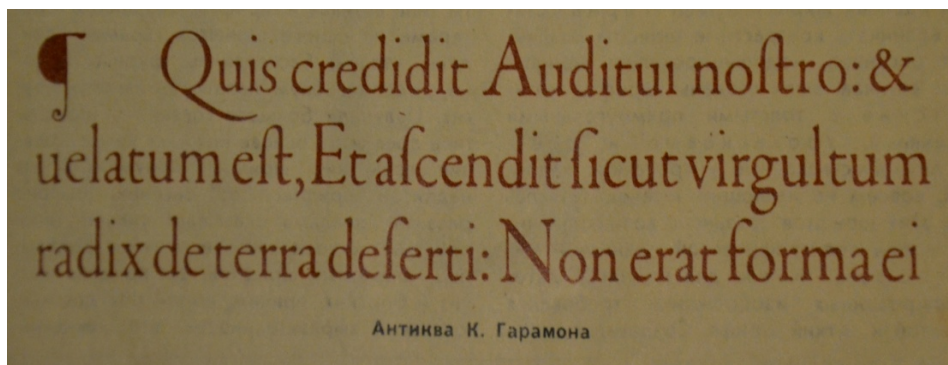 ¶ Quis credidit Auditui noſtro: &
uelatum eſt, Et aſcendit ſicut virgultum
radix de terra deſerti: Non erat forma ei
Антиква К. Гарамона